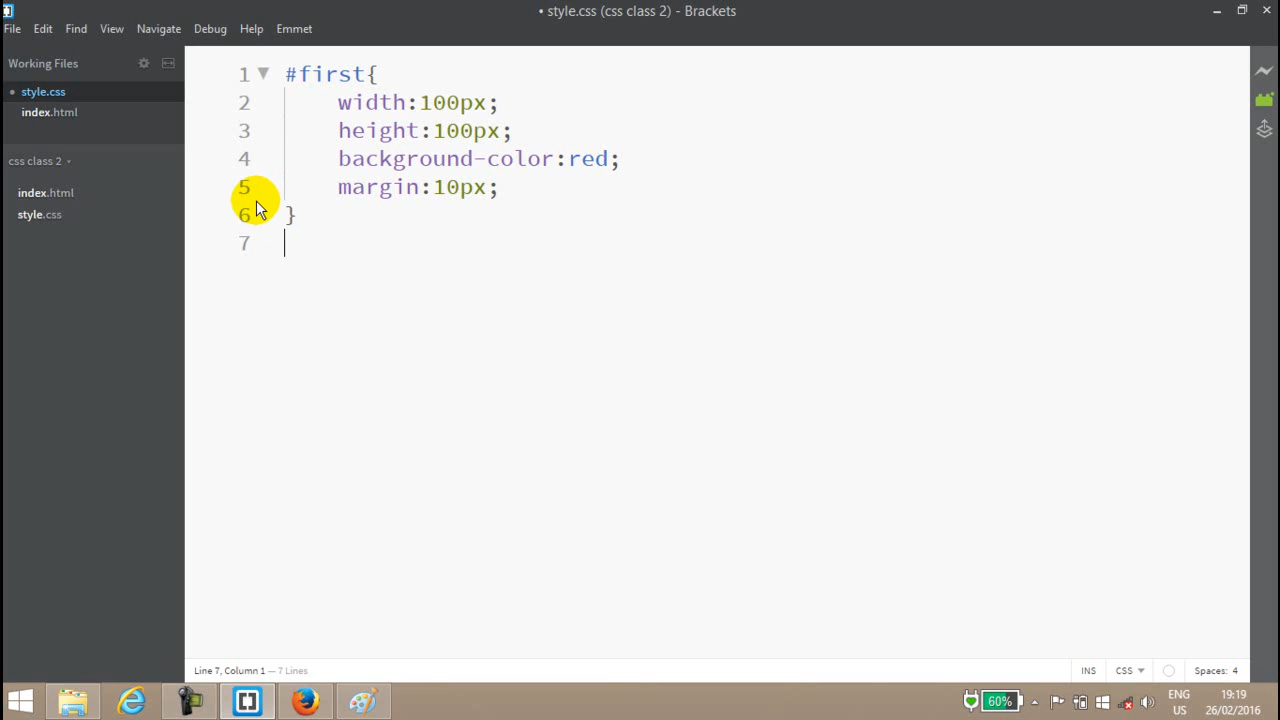 • style.css (css class 2) - Brackets
File Edit Find View Navigate Debug Help Emmet
Working Files
• style.css
index.html
css class 2
index.html
style.css
1 #first{
2 width:100px;
3 height:100px;
4 background-color:red;
5 margin:10px;
6 }
7
Line 7, Column 1 — 7 Lines
INS CSS Spaces: 4
60%
ENG
US
19:19
26/02/2016